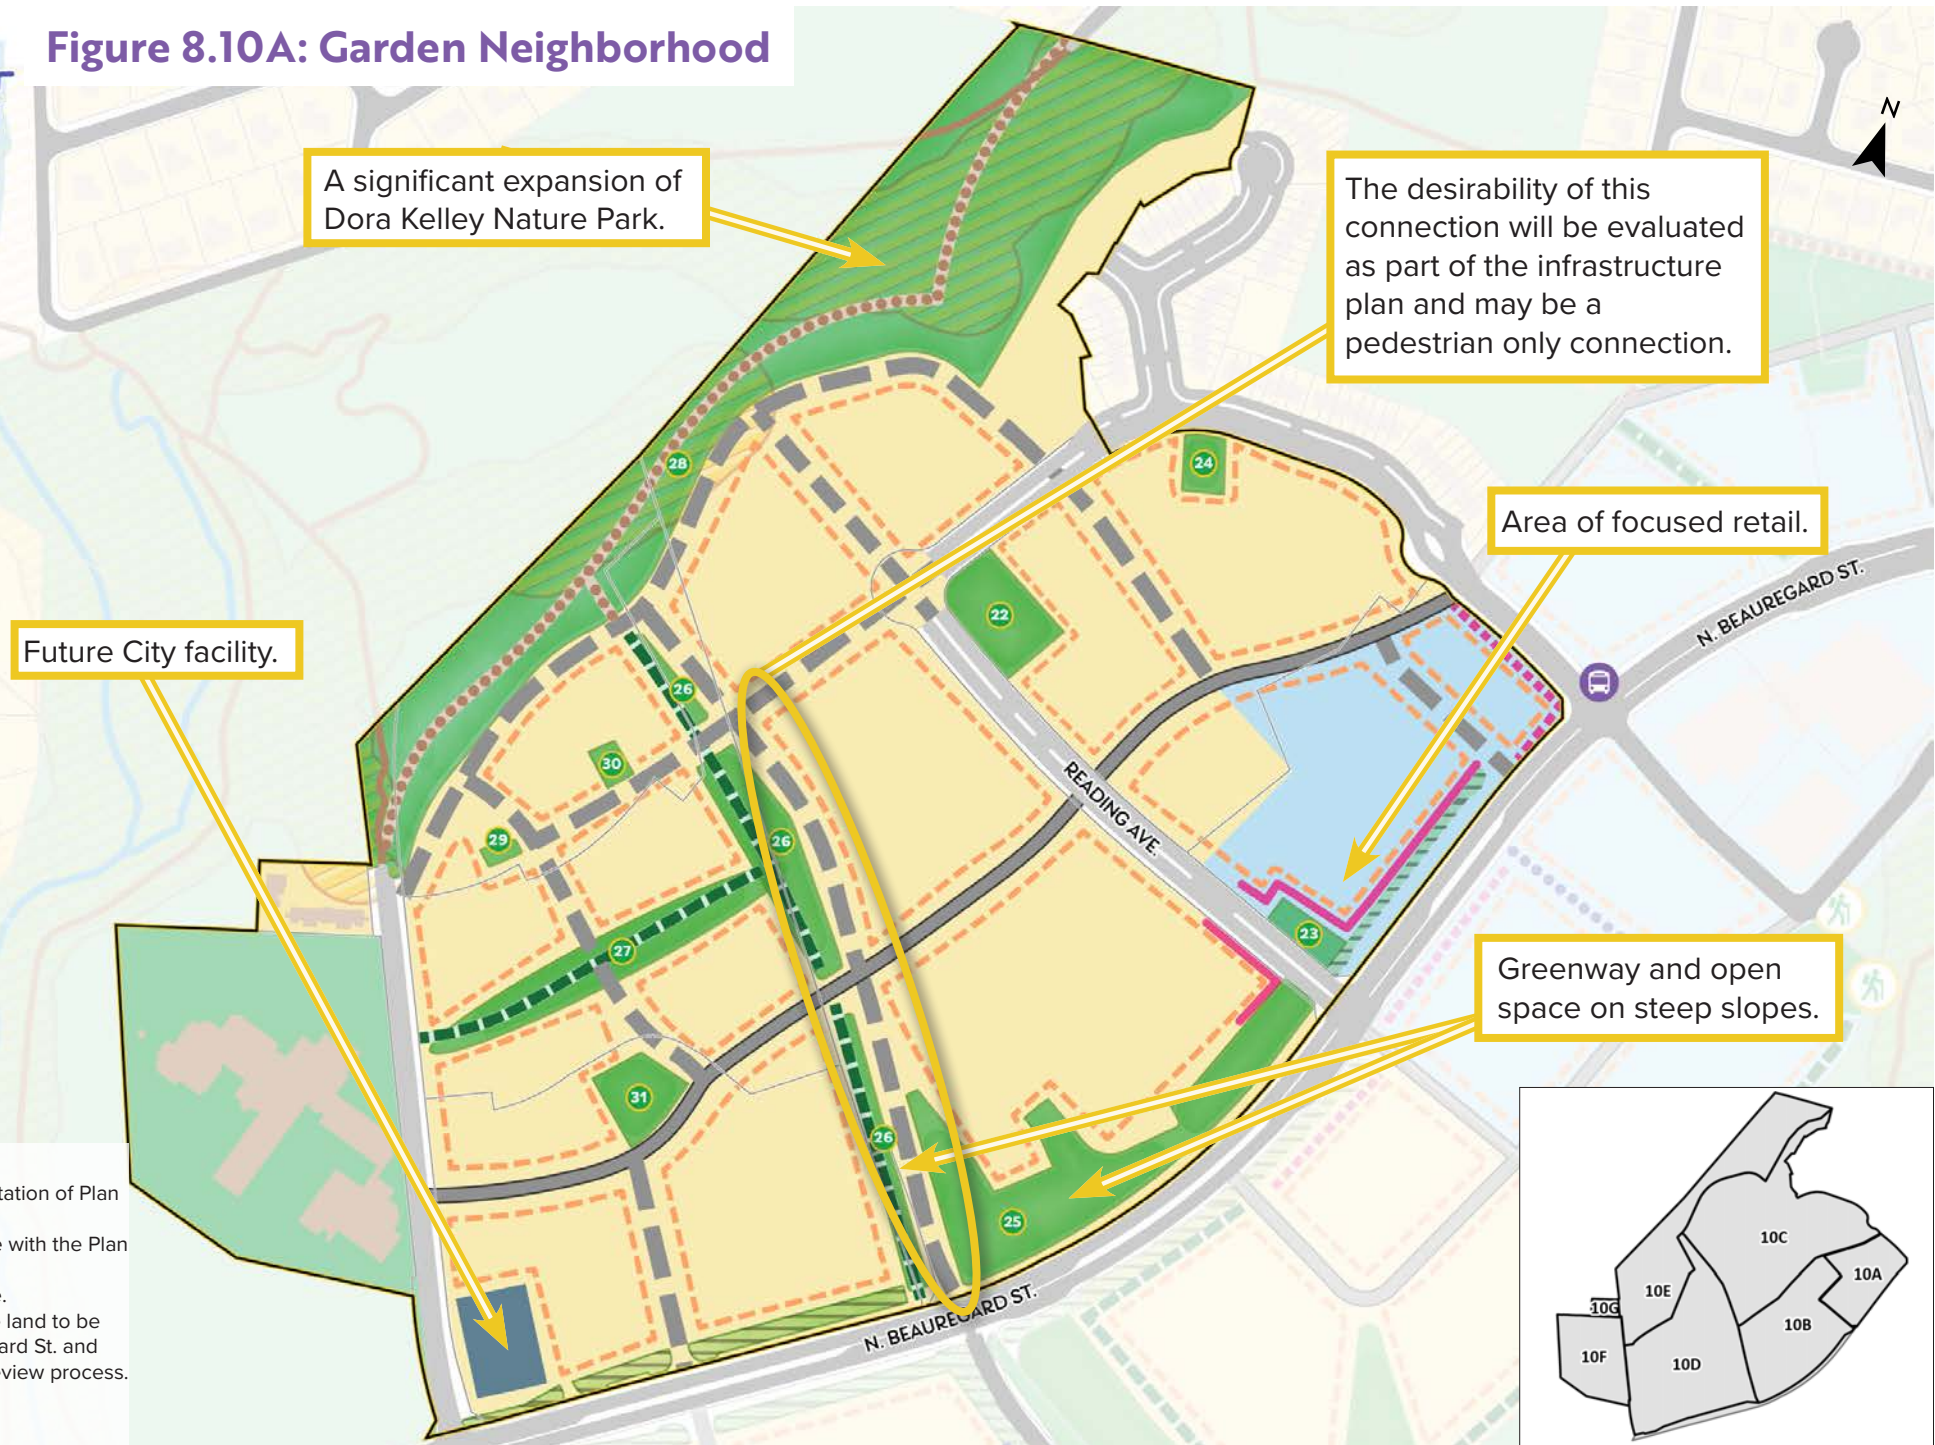 Figure 8.10A: Garden Neighborhood
N
A significant expansion of
Dora Kelley Nature Park.
The desirability of this
connection will be evaluated
as part of the infrastructure
plan and may be a
pedestrian only connection.
28
24
Area of focused retail.
N. BEAUREGARD ST.
22
Future City facility.
26
30
READING AVE.
29
26
27
23
Greenway and open
space on steep slopes.
31
26
25
tation of Plan
e with the Plan
e.
land to be
ard St. and
view process.
N. BEAUREGARD ST.
10C
10A
10E
10G
10B
10F
10D